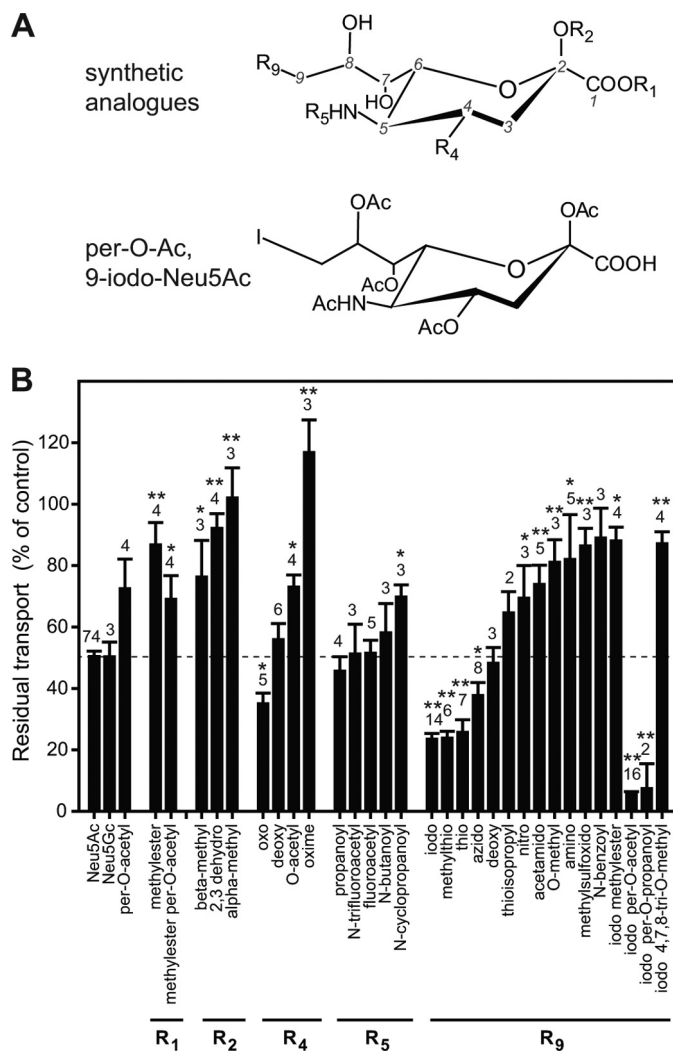 A
synthetic
analogues
OH
OR2
R9
9
8
7
6
O
2
COOR1
1
HO
R5HN
5
4
3
R4
per-O-Ac,
9-iodo-Neu5Ac
OAc
OAc
I
O
COOH
AcO
AcHN
AcO
B
Residual transport (% of control)
120
100
80
60
40
20
0
74
3
4
**
4
*
4
*
3
**
4
**
3
*
5
6
*
4
**
3
4
3
5
3
*
3
**
14
**
6
**
7
*
8
3
2
*
3
**
5
**
3
*
5
**
3
3
*
4
**
16
**
2
**
4
Neu5Ac
Neu5Gc
per-O-acetyl
methylester
methylester per-O-acetyl
beta-methyl
2,3 dehydro
alpha-methyl
oxo
deoxy
O-acetyl
oxime
propanoyl
N-trifluroacetyl
fluoroacetyl
N-butanoyl
N-cyclopropanoyl
iodo
methylthio
thio
azido
deoxy
thioisopropyl
nitro
acetamido
O-methyl
amino
methylsulfoxido
N-benzoyl
iodo methylester
iodo per-O-acetyl
iodo per-O-propanoyl
iodo 4,7,8-tri-O-methyl
R1
R2
R4
R5
R9